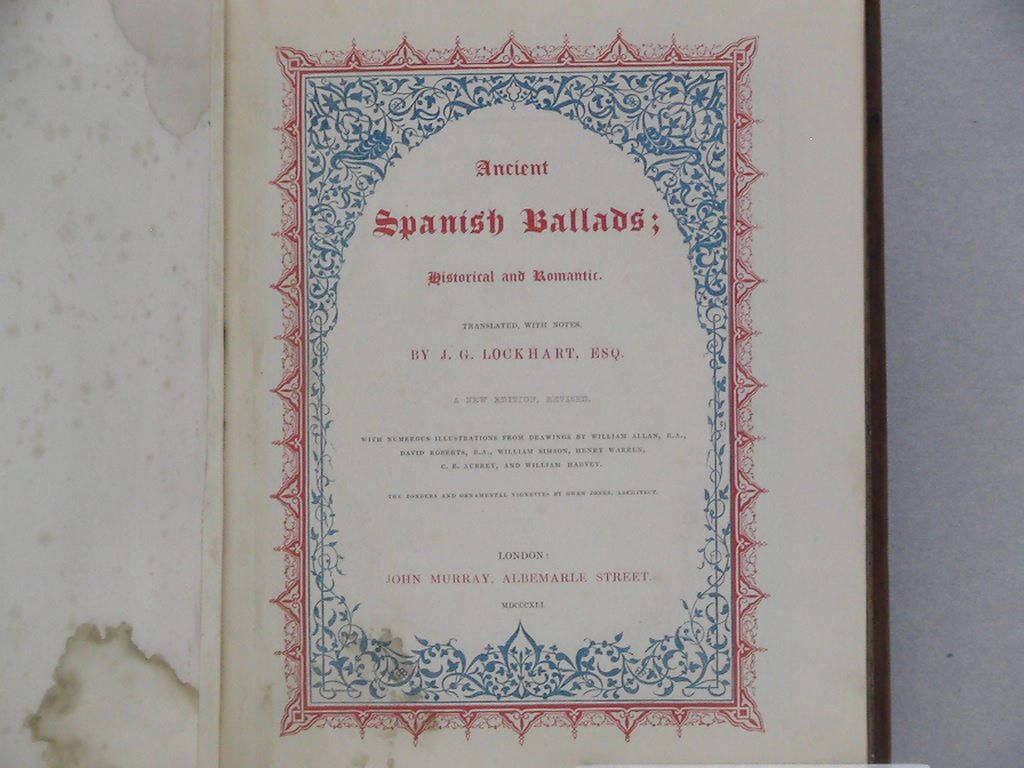 Ancient
Spanish Ballads;
Historical and Romantic.
TRANSLATED, WITH NOTES,
BY J. G. LOCKHART, ESQ.
A NEW EDITION, REVISED.
WITH NUMEROUS ILLUSTRATIONS FROM DRAWINGS BY WILLIAM ALLAN, R.A.,
DAVID ROBERTS, R.A., WILLIAM SIMSON, HENRY WARREN,
C. E. AUBREY, AND WILLIAM HARVEY.
THE BORDERS AND ORNAMENTAL VIGNETTES BY OWEN JONES, ARCHITECT.
LONDON:
JOHN MURRAY, ALBEMARLE STREET.
MDCCCXLI.